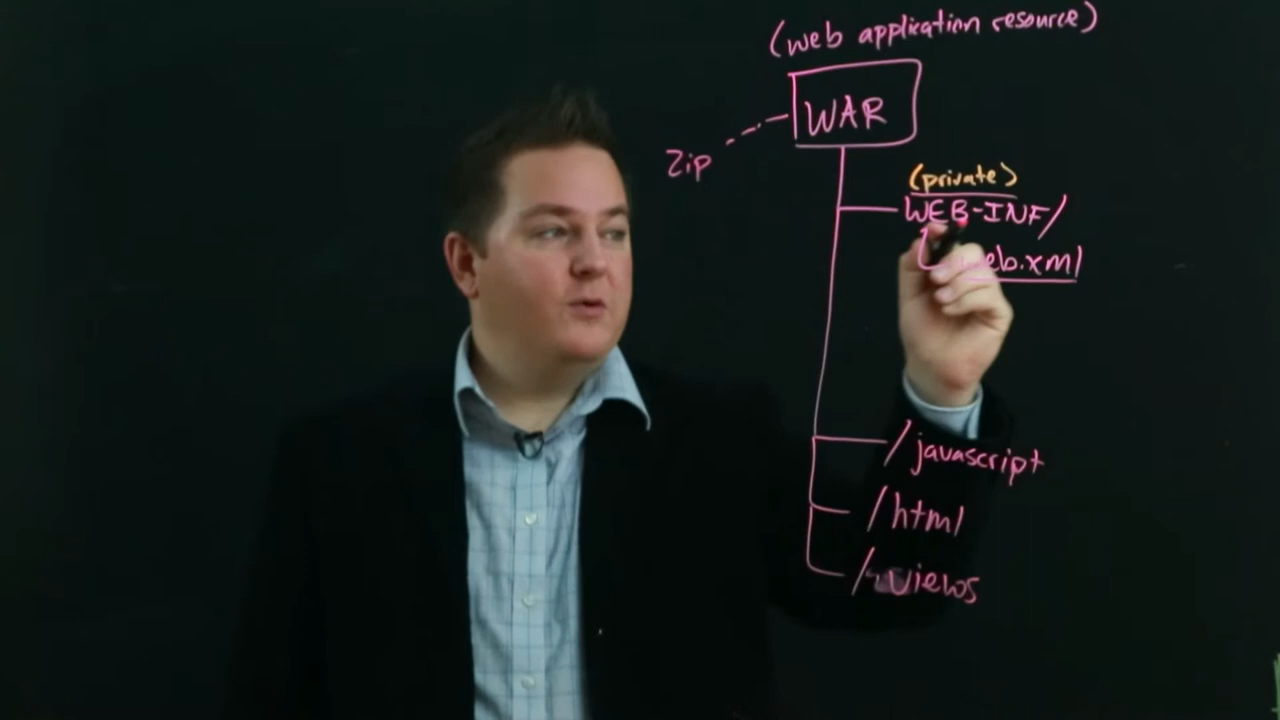 (web application resource)
WAR
Zip
(private)
WEB-INF/
web.xml
/javascript
/html
/views